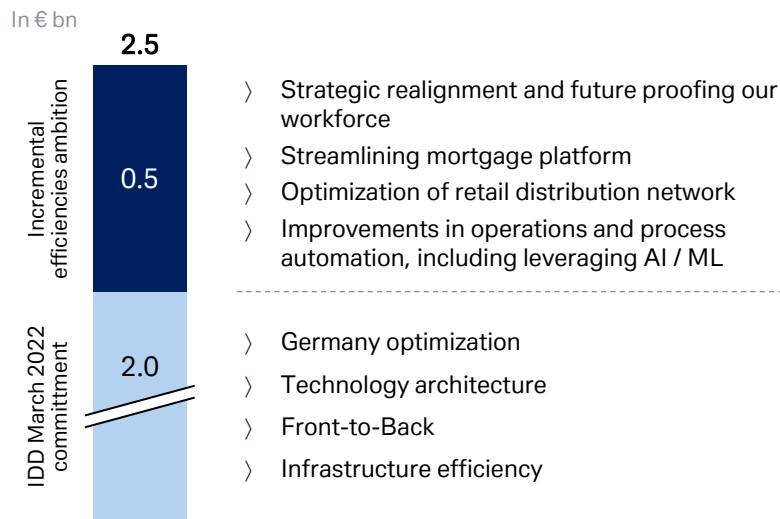 In € bn
2.5
Incremental
efficiencies ambition
0.5
〉 Strategic realignment and future proofing our
workforce
〉 Streamlining mortgage platform
〉 Optimization of retail distribution network
〉 Improvements in operations and process
automation, including leveraging AI / ML
IDD March 2022
committment
2.0
〉 Germany optimization
〉 Technology architecture
〉 Front-to-Back
〉 Infrastructure efficiency